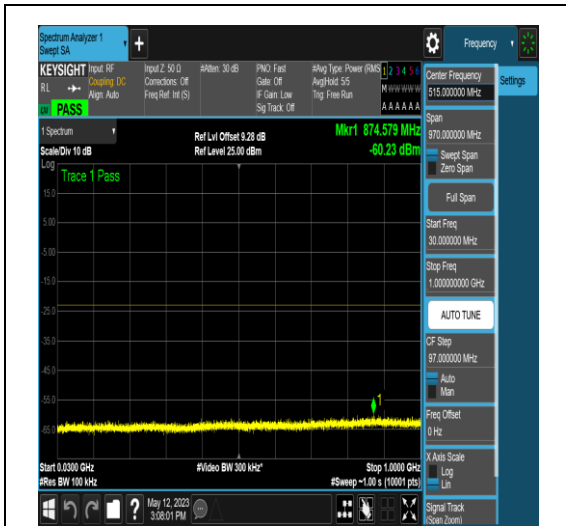 Spectrum Analyzer 1
Swept SA
Frequency
KEYSIGHT
RL
PASS
Input: RF
Coupling: DC
Align: Auto
Input Z: 50 Ω
Corrections: Off
Freq Ref: Int (S)
#Atten: 30 dB
PNO: Fast
Gate: Off
IF Gain: Low
Sig Track: Off
#Avg Type: Power (RMS
Avg|Hold: 5/5
Trig: Free Run
1 2 3 4 5 6
M W W W W W
A A A A A A
1 Spectrum
Scale/Div 10 dB
Ref Lvl Offset 9.28 dB
Ref Level 25.00 dBm
Mkr1 874.579 MHz
-60.23 dBm
Log
Trace 1 Pass
15.0
5.00
-5.00
-15.0
-25.0
-35.0
-45.0
-55.0
-65.0
1
Start 0.0300 GHz
#Res BW 100 kHz
#Video BW 300 kHz*
Stop 1.0000 GHz
#Sweep ~1.00 s (10001 pts)
May 12, 2023
3:08:01 PM
Center Frequency
515.000000 MHz
Settings
Span
970.000000 MHz
Swept Span
Zero Span
Full Span
Start Freq
30.000000 MHz
Stop Freq
1.000000000 GHz
AUTO TUNE
CF Step
97.000000 MHz
Auto
Man
Freq Offset
0 Hz
X Axis Scale
Log
Lin
Signal Track
(Span Zoom)